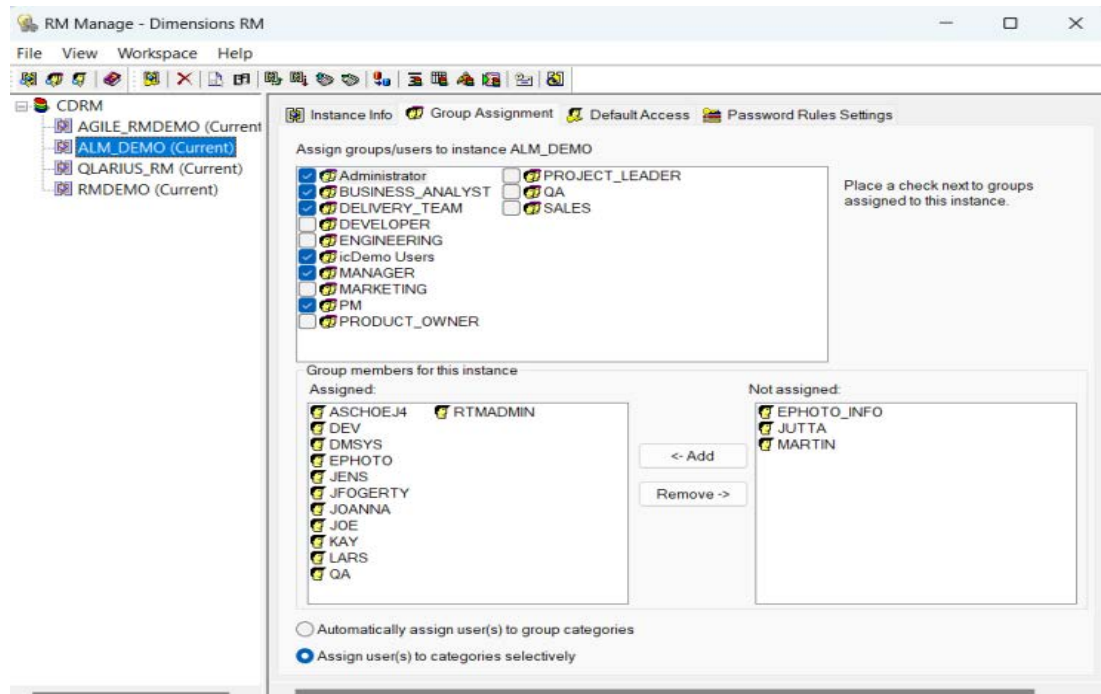 RM Manage - Dimensions RM
File View Workspace Help
CDRM
AGILE_RMDEMO (Current
ALM_DEMO (Current)
QLARIUS_RM (Current)
RMDEMO (Current)
Instance Info Group Assignment Default Access Password Rules Settings
Assign groups/users to instance ALM_DEMO
Administrator PROJECT_LEADER
BUSINESS_ANALYST QA
DELIVERY_TEAM SALES
DEVELOPER
ENGINEERING
icDemo Users
MANAGER
MARKETING
PM
PRODUCT_OWNER
Place a check next to groups
assigned to this instance.
Group members for this instance
Assigned:
ASCHOEJ4 RTMADMIN
DEV
DMSYS
EPHOTO
JENS
JFOGERTY
JOANNA
JOE
KAY
LARS
QA
<- Add
Remove ->
Not assigned:
EPHOTO_INFO
JUTTA
MARTIN
Automatically assign user(s) to group categories
Assign user(s) to categories selectively